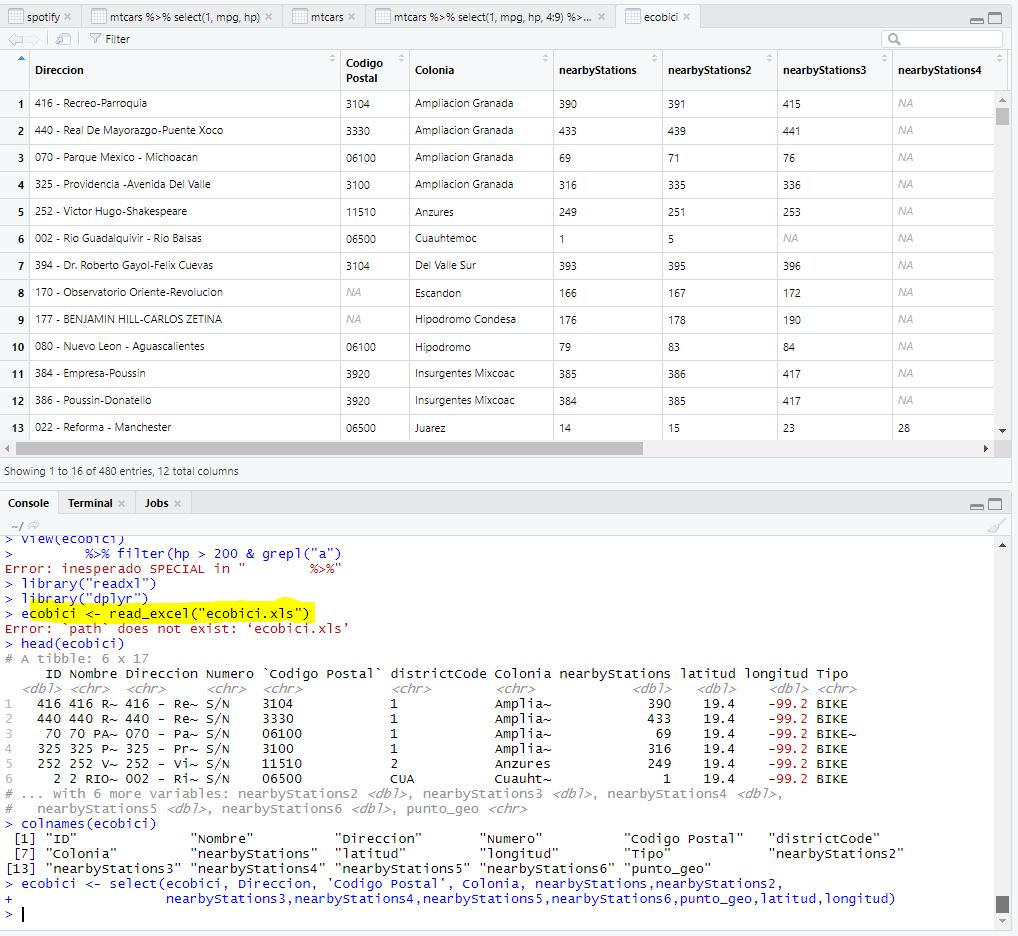 spotify
mtcars %>% select(1, mpg, hp)
mtcars
mtcars %>% select(1, mpg, hp, 4:9) %>...
ecobici
Filter
Direccion Codigo Postal Colonia nearbyStations nearbyStations2 nearbyStations3 nearbyStations4
1 416 - Recreo-Parroquia 3104 Ampliacion Granada 390 391 415 NA
2 440 - Real De Mayorazgo-Puente Xoco 3330 Ampliacion Granada 433 439 441 NA
3 070 - Parque Mexico - Michoacan 06100 Ampliacion Granada 69 71 76 NA
4 325 - Providencia -Avenida Del Valle 3100 Ampliacion Granada 316 335 336 NA
5 252 - Victor Hugo-Shakespeare 11510 Anzures 249 251 253 NA
6 002 - Rio Guadalquivir - Rio Balsas 06500 Cuauhtemoc 1 5 NA NA
7 394 - Dr. Roberto Gayol-Felix Cuevas 3104 Del Valle Sur 393 395 396 NA
8 170 - Observatorio Oriente-Revolucion NA Escandon 166 167 172 NA
9 177 - BENJAMIN HILL-CARLOS ZETINA NA Hipodromo Condesa 176 178 190 NA
10 080 - Nuevo Leon - Aguascalientes 06100 Hipodromo 79 83 84 NA
11 384 - Empresa-Poussin 3920 Insurgentes Mixcoac 385 386 417 NA
12 386 - Poussin-Donatello 3920 Insurgentes Mixcoac 384 385 417 NA
13 022 - Reforma - Manchester 06500 Juarez 14 15 23 28
Showing 1 to 16 of 480 entries, 12 total columns
Console Terminal Jobs
~/
> view(ecobici)
>         %>% filter(hp > 200 & grepl("a")
Error: inesperado SPECIAL in "        %>%"
> library("readxl")
> library("dplyr")
> ecobici <- read_excel("ecobici.xls")
Error: `path` does not exist: ‘ecobici.xls’
> head(ecobici)
# A tibble: 6 x 17
ID Nombre Direccion Numero `Codigo Postal` districtCode Colonia nearbyStations latitud longitud Tipo
<dbl> <chr> <chr> <chr> <chr> <chr> <chr> <dbl> <dbl> <dbl> <chr>
1 416 416 R~ 416 - Re~ S/N 3104 1 Amplia~ 390 19.4 -99.2 BIKE
2 440 440 R~ 440 - Re~ S/N 3330 1 Amplia~ 433 19.4 -99.2 BIKE
3 70 70 PA~ 070 - Pa~ S/N 06100 1 Amplia~ 69 19.4 -99.2 BIKE~
4 325 325 P~ 325 - Pr~ S/N 3100 1 Amplia~ 316 19.4 -99.2 BIKE
5 252 252 V~ 252 - Vi~ S/N 11510 2 Anzures 249 19.4 -99.2 BIKE
6 2 2 RIO~ 002 - Ri~ S/N 06500 CUA Cuauht~ 1 19.4 -99.2 BIKE
# ... with 6 more variables: nearbyStations2 <dbl>, nearbyStations3 <dbl>, nearbyStations4 <dbl>,
#   nearbyStations5 <dbl>, nearbyStations6 <dbl>, punto_geo <chr>
> colnames(ecobici)
[1] "ID" "Nombre" "Direccion" "Numero" "Codigo Postal" "districtCode"
[7] "Colonia" "nearbyStations" "latitud" "longitud" "Tipo" "nearbyStations2"
[13] "nearbyStations3" "nearbyStations4" "nearbyStations5" "nearbyStations6" "punto_geo"
> ecobici <- select(ecobici, Direccion, 'Codigo Postal', Colonia, nearbyStations,nearbyStations2,
+ nearbyStations3,nearbyStations4,nearbyStations5,nearbyStations6,punto_geo,latitud,longitud)
>